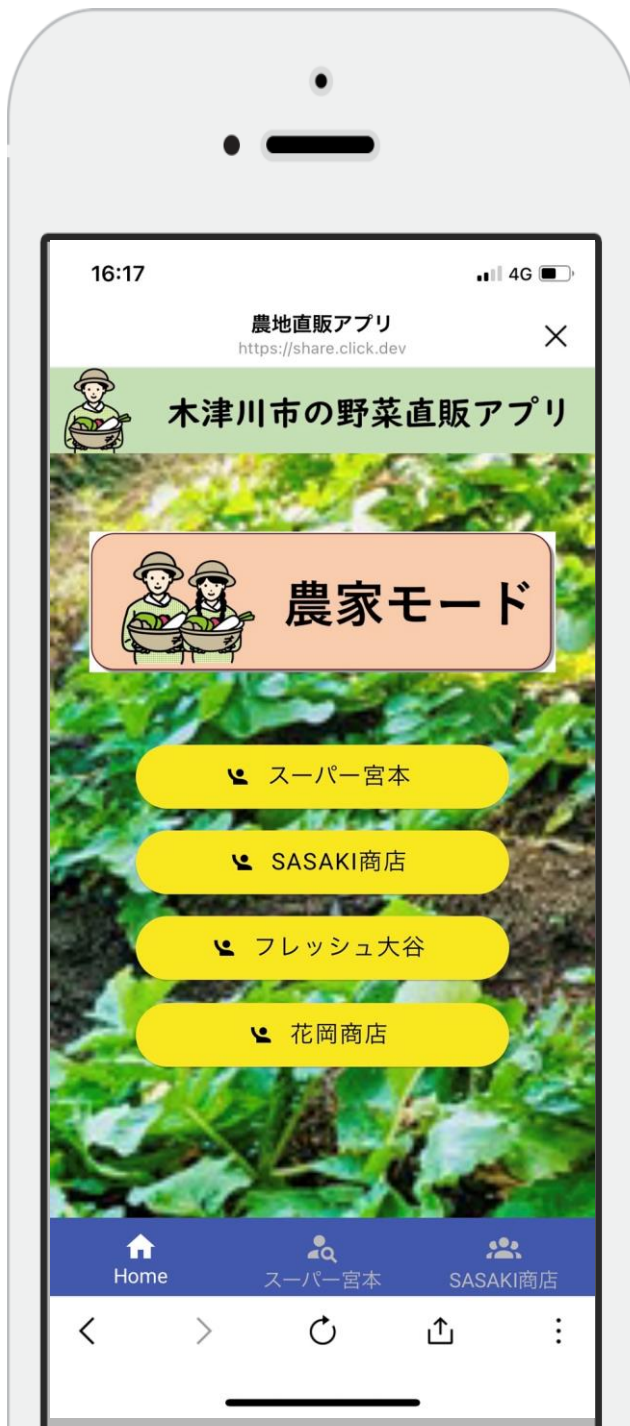 16:17
4G
農地直販アプリ
https://share.click.dev
木津川市の野菜直販アプリ
農家モード
スーパー宮本
SASAKI商店
フレッシュ大谷
花岡商店
Home
スーパー宮本
SASAKI商店